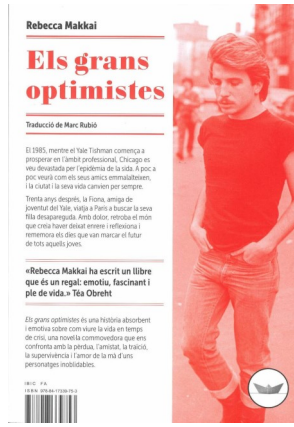 Rebecca Makkai
Els grans
optimistes
Traducció de Marc Rubió
El 1985, mentre el Yale Tishman comença a
prosperar en l'àmbit professional, Chicago es
veu devastada per l'epidèmia de la sida. A poc a
poc veurà com els seus amics emmalalteixen,
i la ciutat i la seva vida canvien per sempre.
Trenta anys després, la Fiona, amiga de
joventut del Yale, viatja a París a buscar la seva
filla desapareguda. Amb dolor, retroba el món
que creia haver deixat enrere i reflexiona i
rememora els dies que van marcar el futur
de tots aquells joves.
«Rebecca Makkai ha escrit un llibre
que és un regal: emotiu, fascinant i
ple de vida.» Téa Obreht
Els grans optimistes és una història absorbent
i emotiva sobre com viure la vida en temps
de crisi, una novel·la commovedora que ens
confronta amb la pèrdua, l'amistat, la traïció,
la supervivència i l'amor de la mà d'uns
personatges inoblidables.
IBIC FA